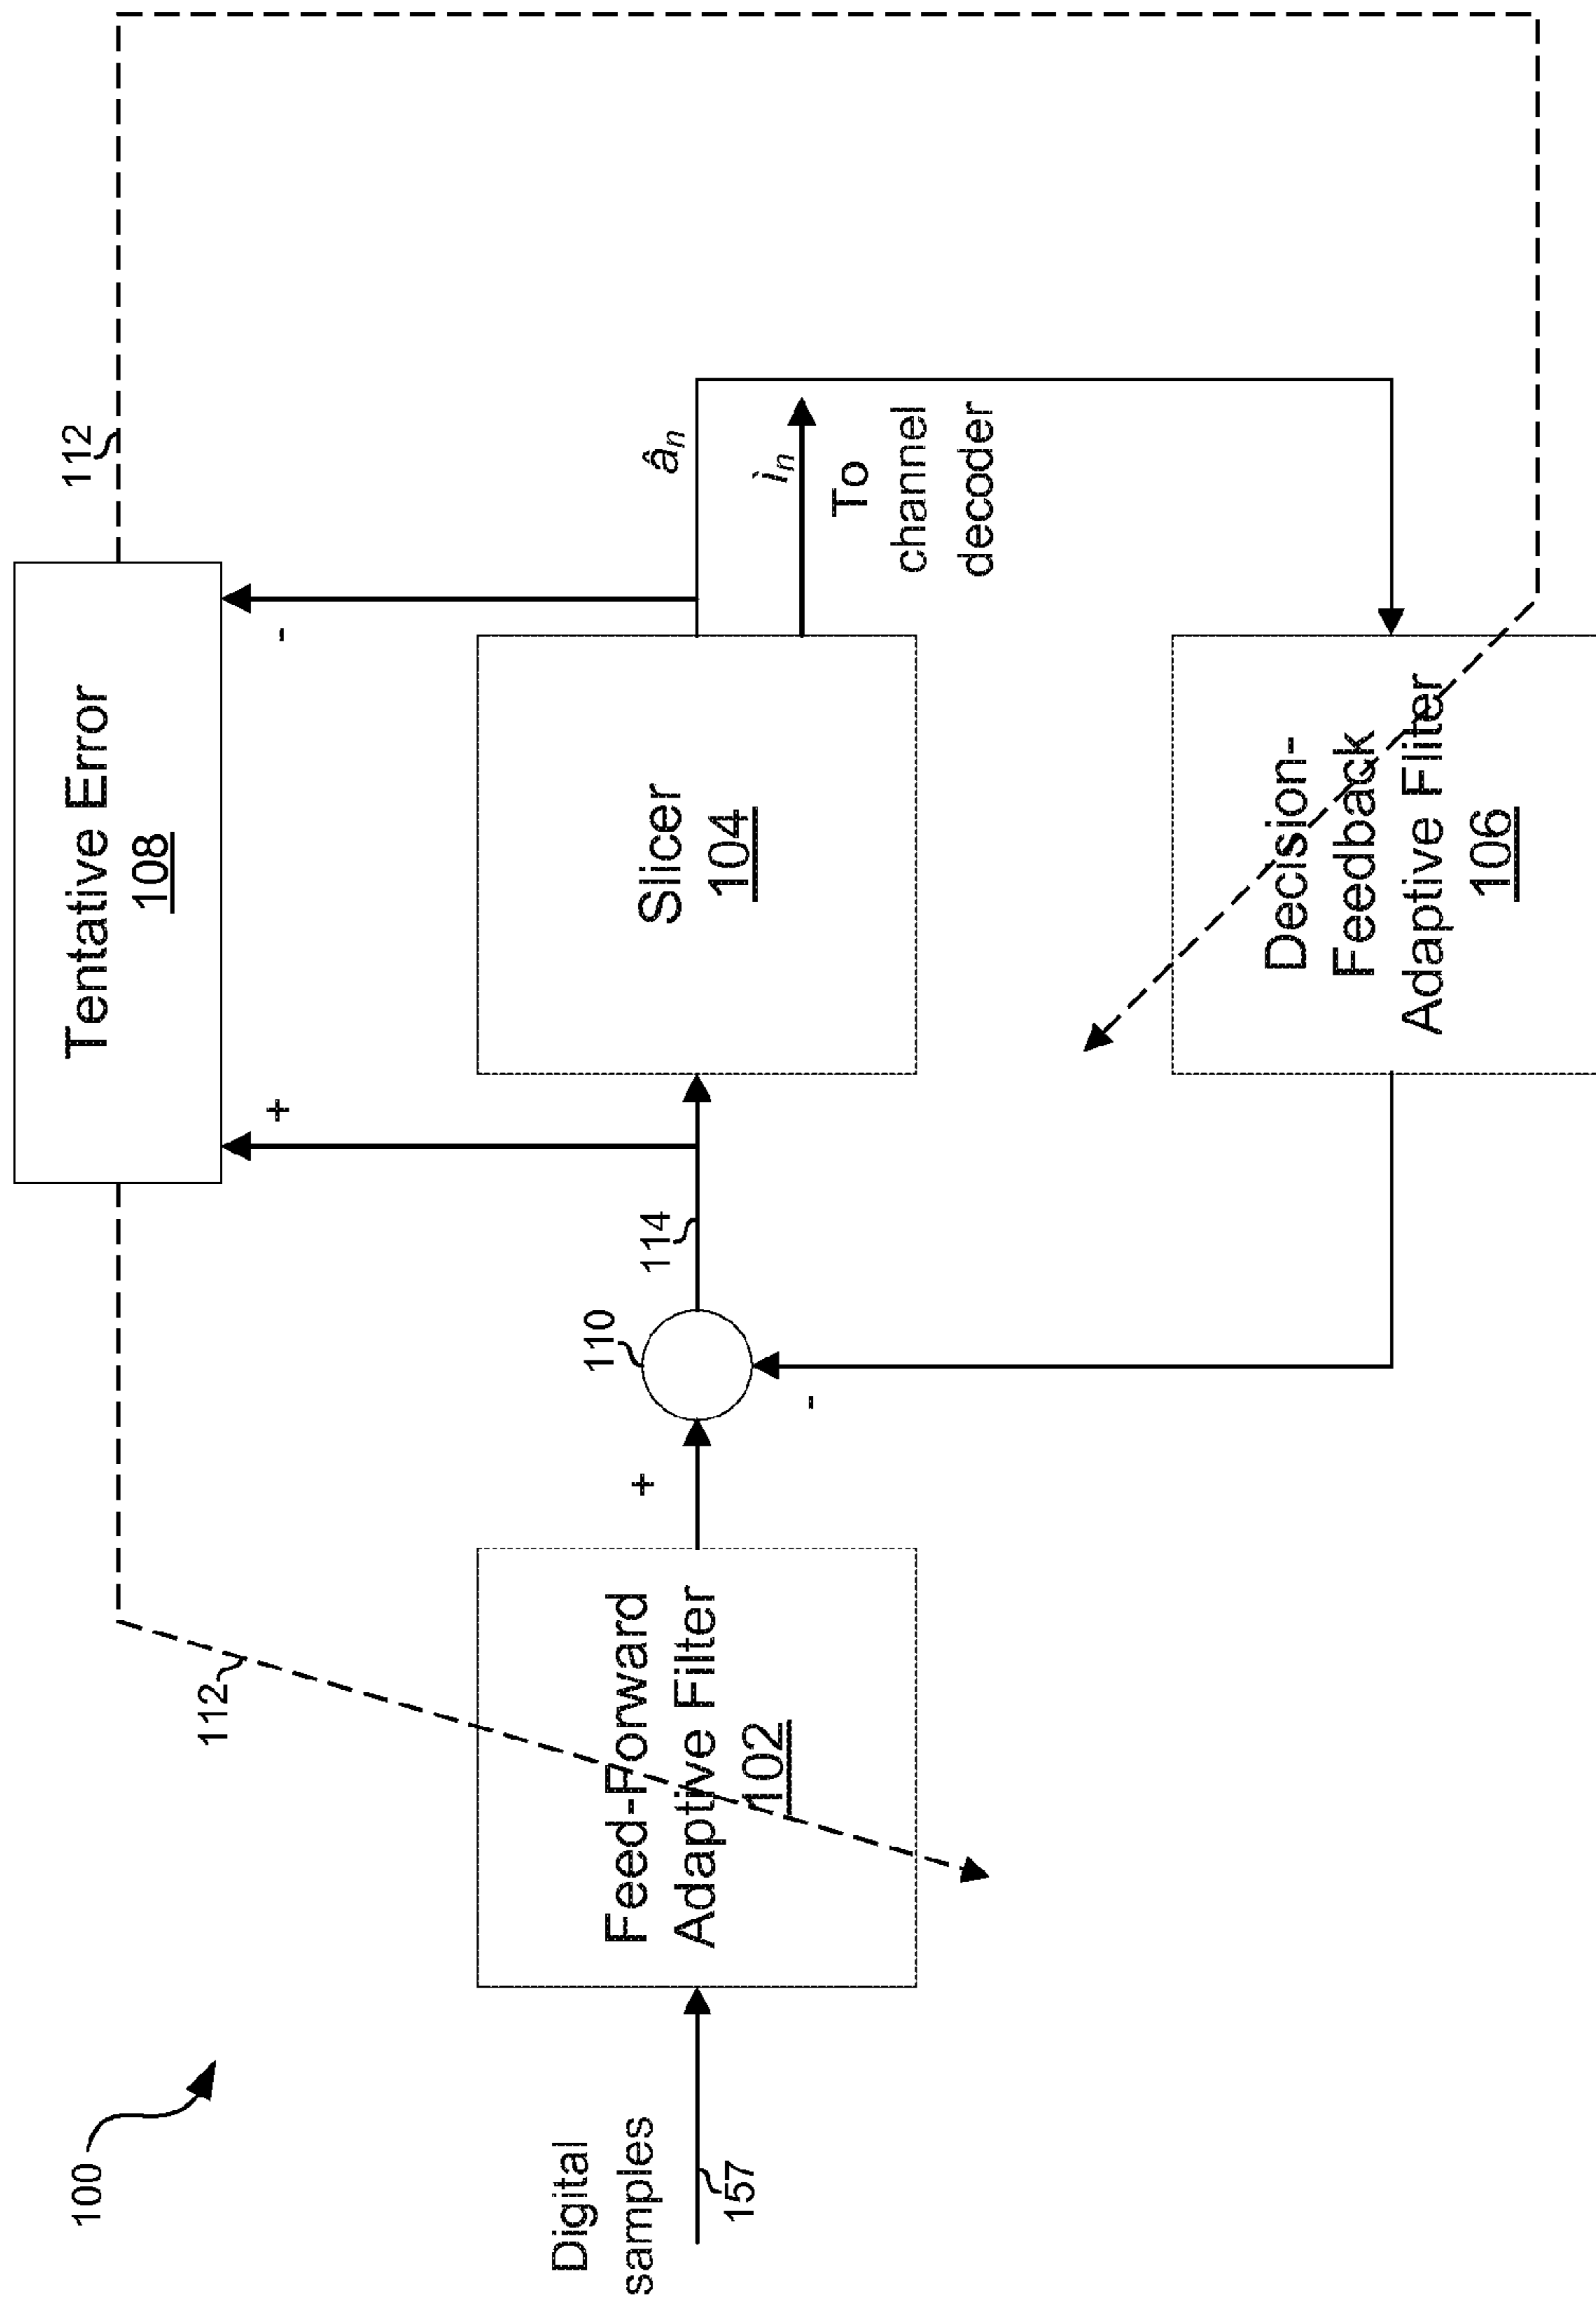 100
Digital
samples
157
112
Feed-Forward
Adaptive Filter
102
+
110
-
114
+
Tentative Error
108
-
112
Slicer
104
ân
ìn
To
channel
decoder
Decision-
Feedback
Adaptive Fliter
106